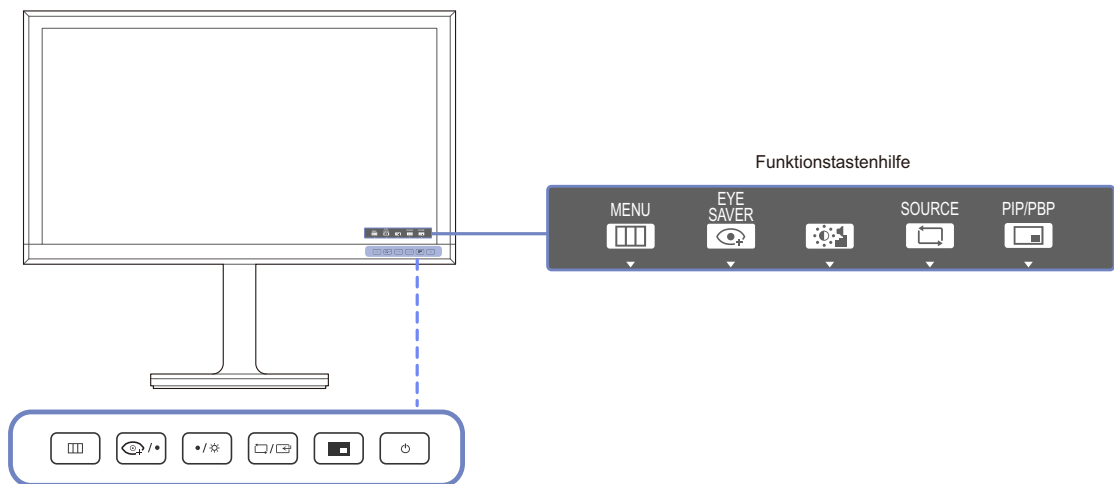 Funktionstastenhilfe
MENU
EYE
SAVER
SOURCE
PIP/PBP